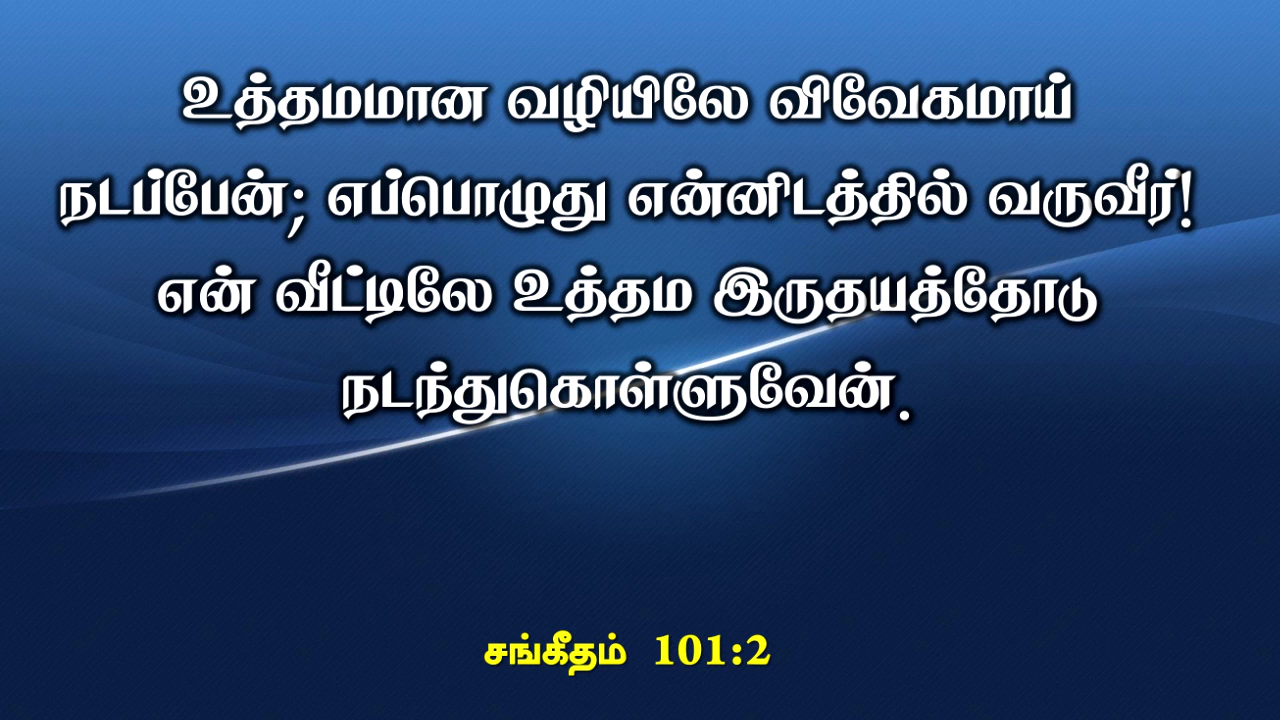 உத்தமமான வழியிலே விவேகமாய்
நடப்பேன்; எப்பொழுது என்னிடத்தில் வருவீர்!
என் வீட்டிலே உத்தம இருதயத்தோடு
நடந்துகொள்ளுவேன்.
சங்கீதம் 101:2